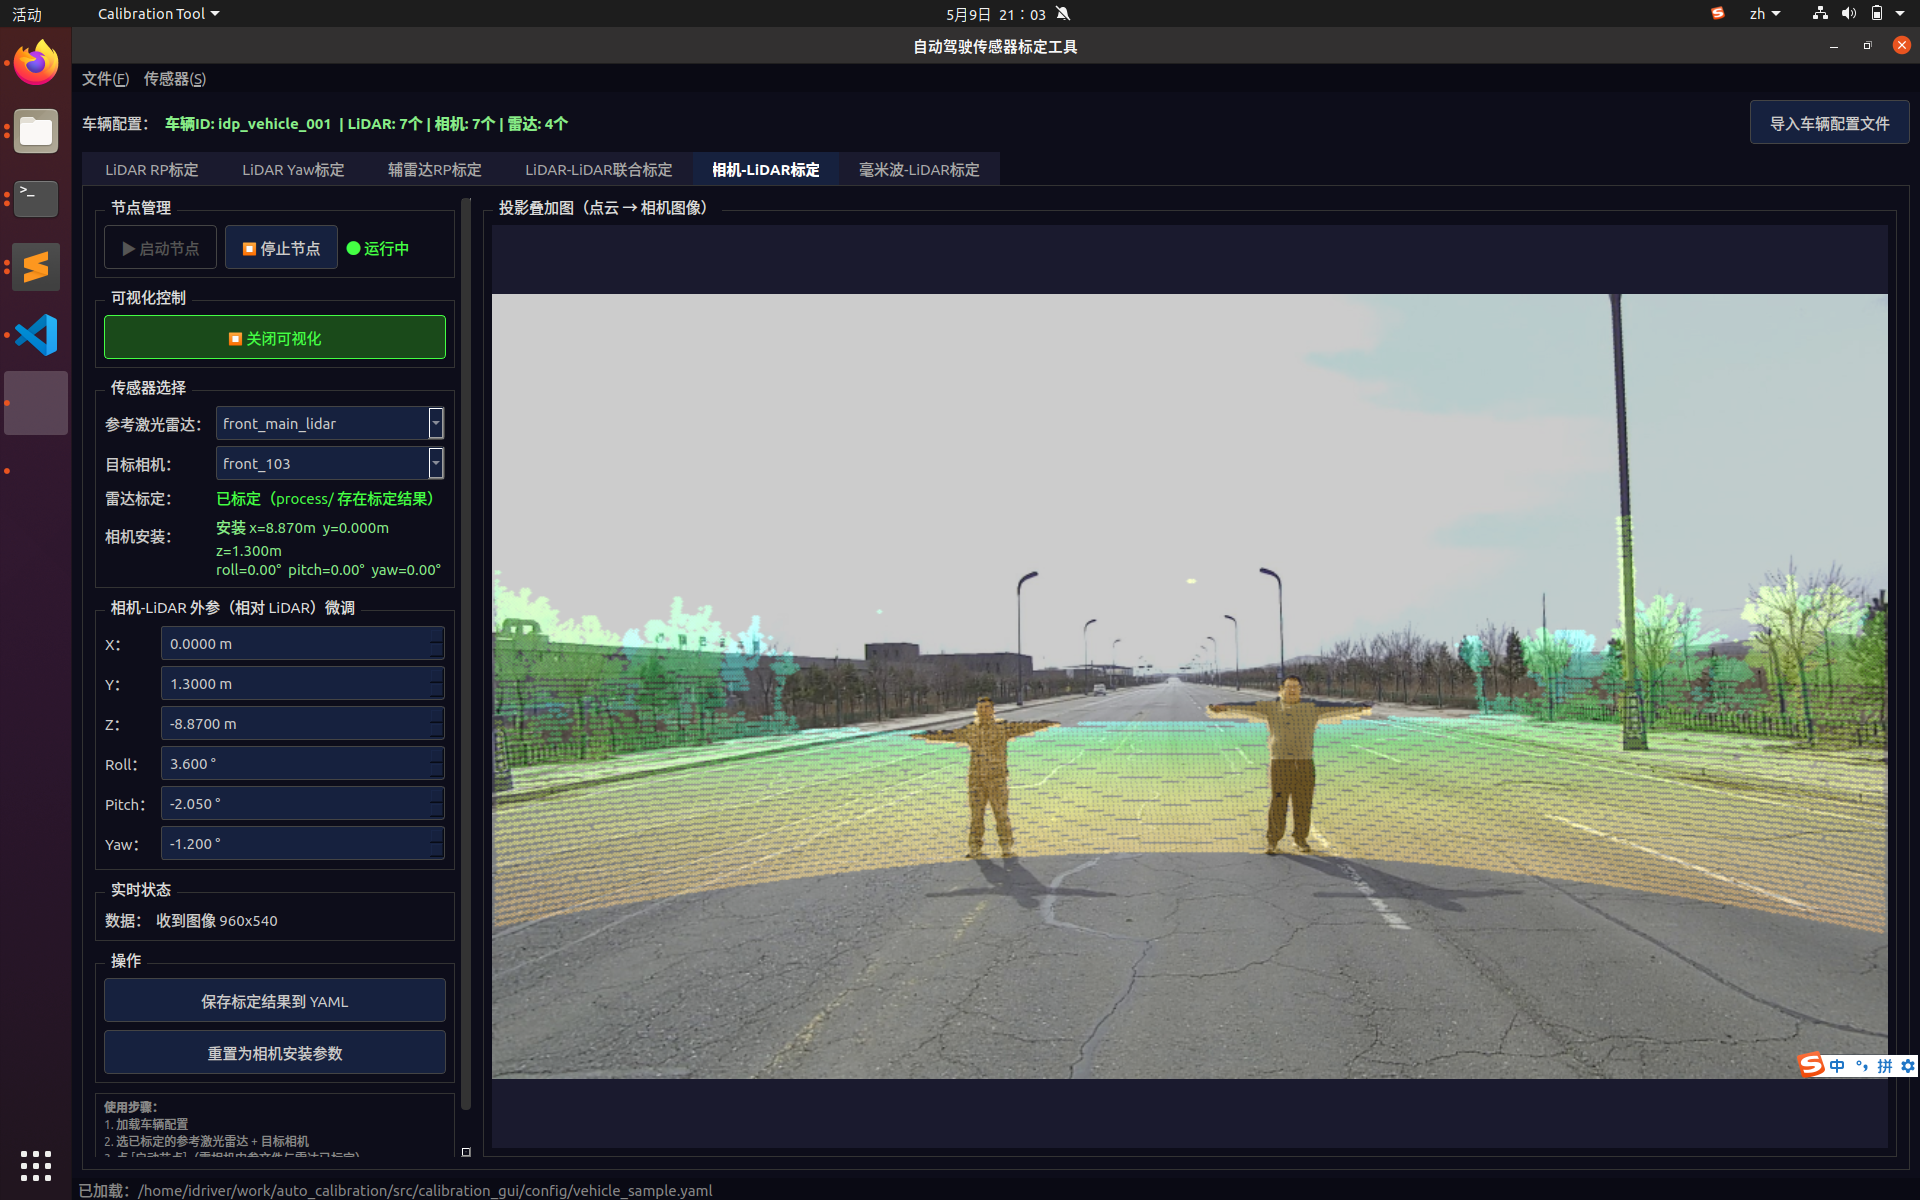 活动
Calibration Tool
5月9日 21：03
zh
自动驾驶传感器标定工具
文件(F) 传感器(S)
车辆配置： 车辆ID: idp_vehicle_001 | LiDAR: 7个 | 相机: 7个 | 雷达: 4个
导入车辆配置文件
LiDAR RP标定
LiDAR Yaw标定
辅雷达RP标定
LiDAR-LiDAR联合标定
相机-LiDAR标定
毫米波-LiDAR标定
节点管理
启动节点
停止节点
运行中
可视化控制
关闭可视化
传感器选择
参考激光雷达： front_main_lidar
目标相机： front_103
雷达标定： 已标定（process/ 存在标定结果）
相机安装： 安装 x=8.870m y=0.000m
z=1.300m
roll=0.00° pitch=0.00° yaw=0.00°
相机-LiDAR 外参（相对 LiDAR）微调
X： 0.0000 m
Y： 1.3000 m
Z： -8.8700 m
Roll： 3.600 °
Pitch： -2.050 °
Yaw： -1.200 °
实时状态
数据： 收到图像 960x540
操作
保存标定结果到 YAML
重置为相机安装参数
使用步骤：
1. 加载车辆配置
2. 选已标定的参考激光雷达 + 目标相机
投影叠加图（点云 → 相机图像）
中 °, 拼
已加载：/home/idriver/work/auto_calibration/src/calibration_gui/config/vehicle_sample.yaml